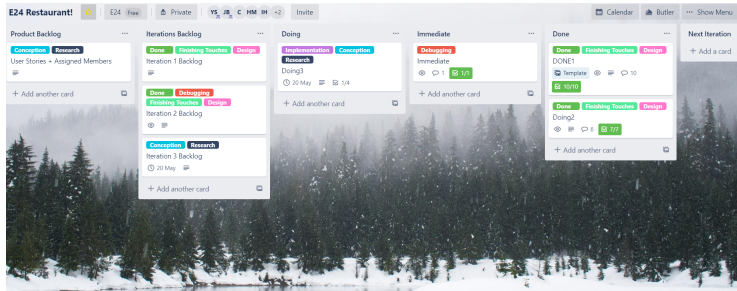 E24 Restaurant! E24 Free Private YS JB C HM IH +2 Invite Calendar Butler ... Show Menu
Product Backlog ...
Conception Research
User Stories + Assigned Members
+ Add another card
Iterations Backlog ...
Done Finishing Touches Design
Iteration 1 Backlog
Done Debugging
Finishing Touches Design
Iteration 2 Backlog
Conception Research
Iteration 3 Backlog
20 May
+ Add another card
Doing ...
Implementation Conception
Research
Doing3
20 May 1/4
+ Add another card
Immediate ...
Debugging
Immediate
1 1/1
+ Add another card
Done ...
Done Finishing Touches Design
DONE1
Template 10
10/10
Done Finishing Touches Design
Doing2
6 7/7
+ Add another card
Next Iteration
+ Add a card